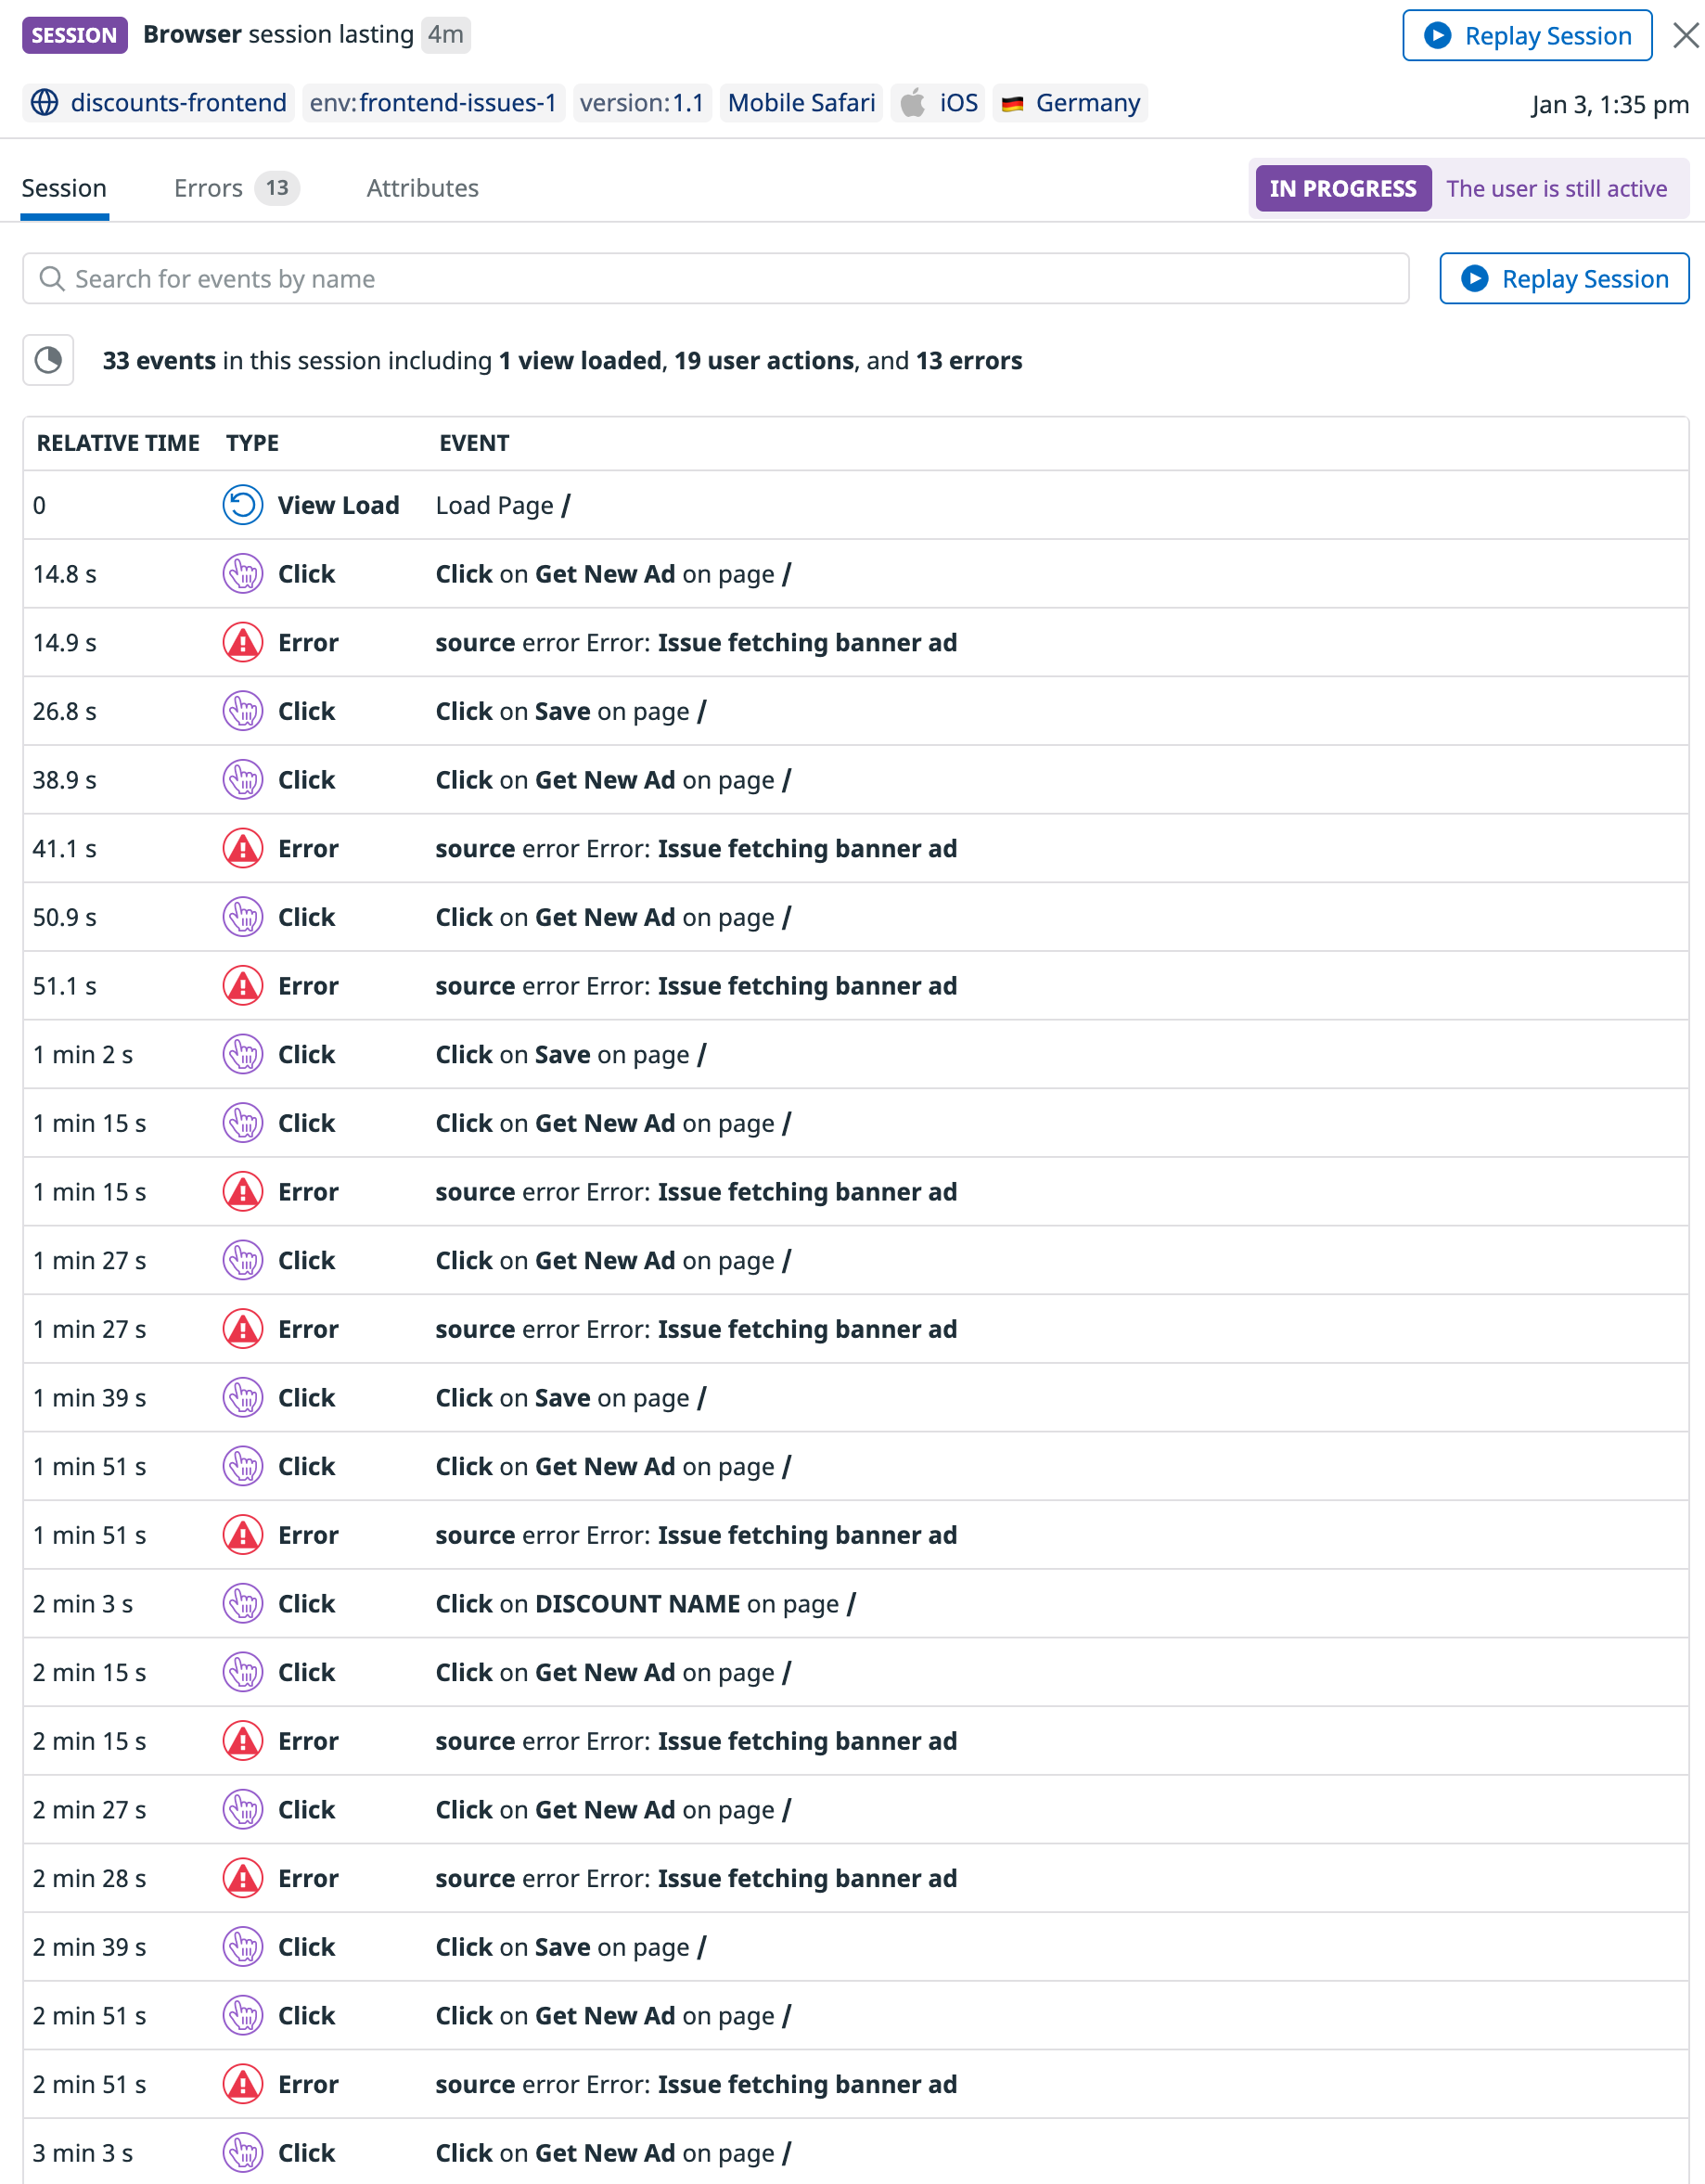 SESSION Browser session lasting 4m Replay Session
discounts-frontend env:frontend-issues-1 version:1.1 Mobile Safari iOS Germany Jan 3, 1:35 pm
Session Errors 13 Attributes IN PROGRESS The user is still active
Search for events by name Replay Session
33 events in this session including 1 view loaded, 19 user actions, and 13 errors
RELATIVE TIME TYPE EVENT
0 View Load Load Page /
14.8 s Click Click on Get New Ad on page /
14.9 s Error source error Error: Issue fetching banner ad
26.8 s Click Click on Save on page /
38.9 s Click Click on Get New Ad on page /
41.1 s Error source error Error: Issue fetching banner ad
50.9 s Click Click on Get New Ad on page /
51.1 s Error source error Error: Issue fetching banner ad
1 min 2 s Click Click on Save on page /
1 min 15 s Click Click on Get New Ad on page /
1 min 15 s Error source error Error: Issue fetching banner ad
1 min 27 s Click Click on Get New Ad on page /
1 min 27 s Error source error Error: Issue fetching banner ad
1 min 39 s Click Click on Save on page /
1 min 51 s Click Click on Get New Ad on page /
1 min 51 s Error source error Error: Issue fetching banner ad
2 min 3 s Click Click on DISCOUNT NAME on page /
2 min 15 s Click Click on Get New Ad on page /
2 min 15 s Error source error Error: Issue fetching banner ad
2 min 27 s Click Click on Get New Ad on page /
2 min 28 s Error source error Error: Issue fetching banner ad
2 min 39 s Click Click on Save on page /
2 min 51 s Click Click on Get New Ad on page /
2 min 51 s Error source error Error: Issue fetching banner ad
3 min 3 s Click Click on Get New Ad on page /